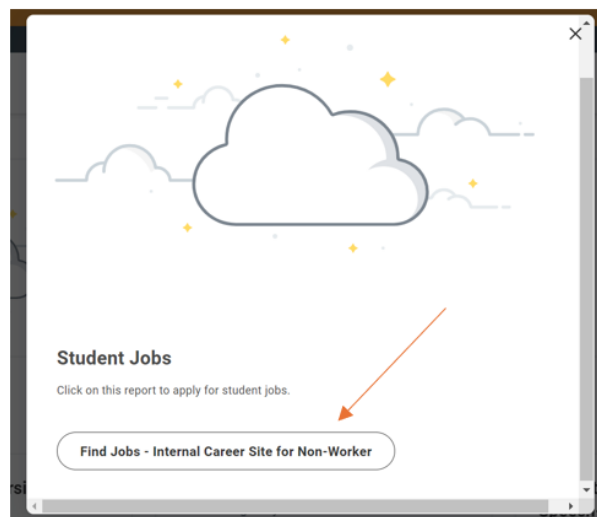 Student Jobs
Click on this report to apply for student jobs.
Find Jobs - Internal Career Site for Non-Worker